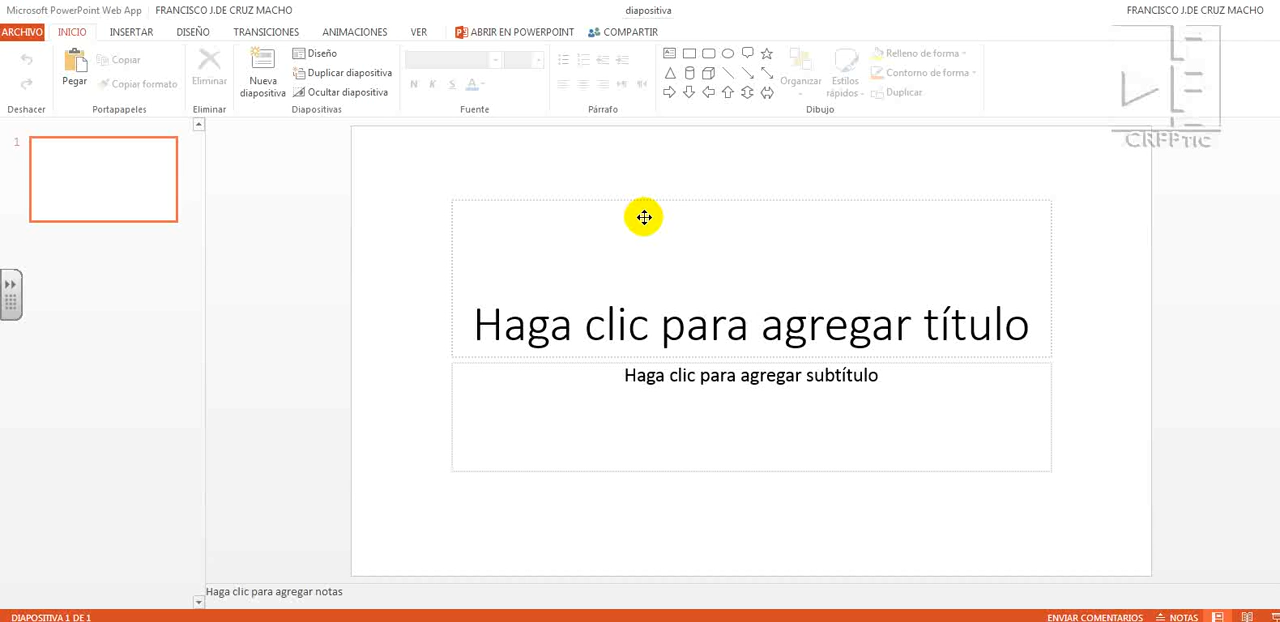 Microsoft PowerPoint Web App FRANCISCO J.DE CRUZ MACHO diapositiva FRANCISCO J.DE CRUZ MACHO
ARCHIVO INICIO INSERTAR DISEÑO TRANSICIONES ANIMACIONES VER ABRIR EN POWERPOINT COMPARTIR
Pegar
Copiar
Copiar formato
Eliminar
Nueva
diapositiva
Diseño
Duplicar diapositiva
Ocultar diapositiva
N K S A
Organizar
Estilos
rápidos
Relleno de forma
Contorno de forma
Duplicar
Deshacer Portapapeles Eliminar Diapositivas Fuente Párrafo Dibujo
CRFPTIC
1
Haga clic para agregar título
Haga clic para agregar subtítulo
Haga clic para agregar notas
DIAPOSITIVA 1 DE 1 ENVIAR COMENTARIOS NOTAS